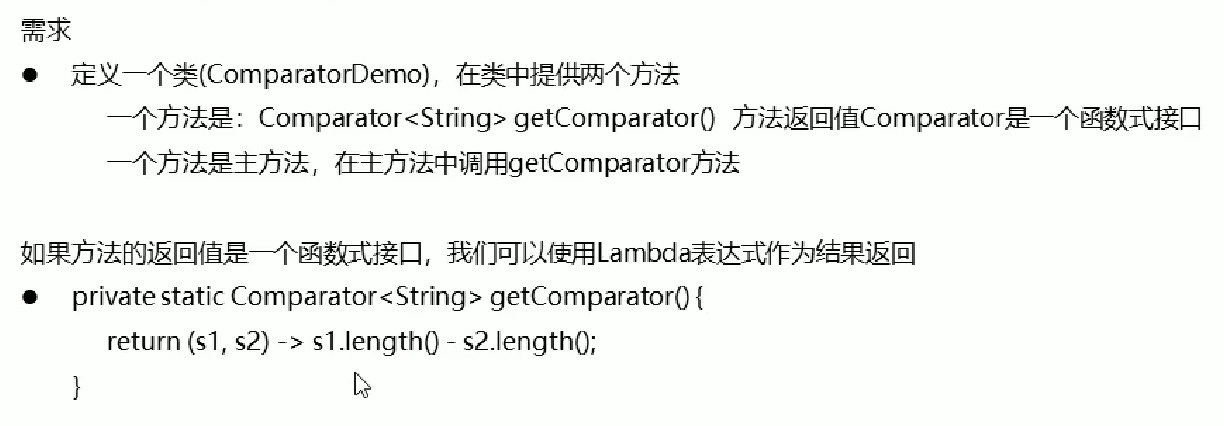 需求
● 定义一个类(ComparatorDemo)，在类中提供两个方法
一个方法是：Comparator<String> getComparator() 方法返回值Comparator是一个函数式接口
一个方法是主方法，在主方法中调用getComparator方法
如果方法的返回值是一个函数式接口，我们可以使用Lambda表达式作为结果返回
● private static Comparator<String> getComparator() {
return (s1, s2) -> s1.length() - s2.length();
}